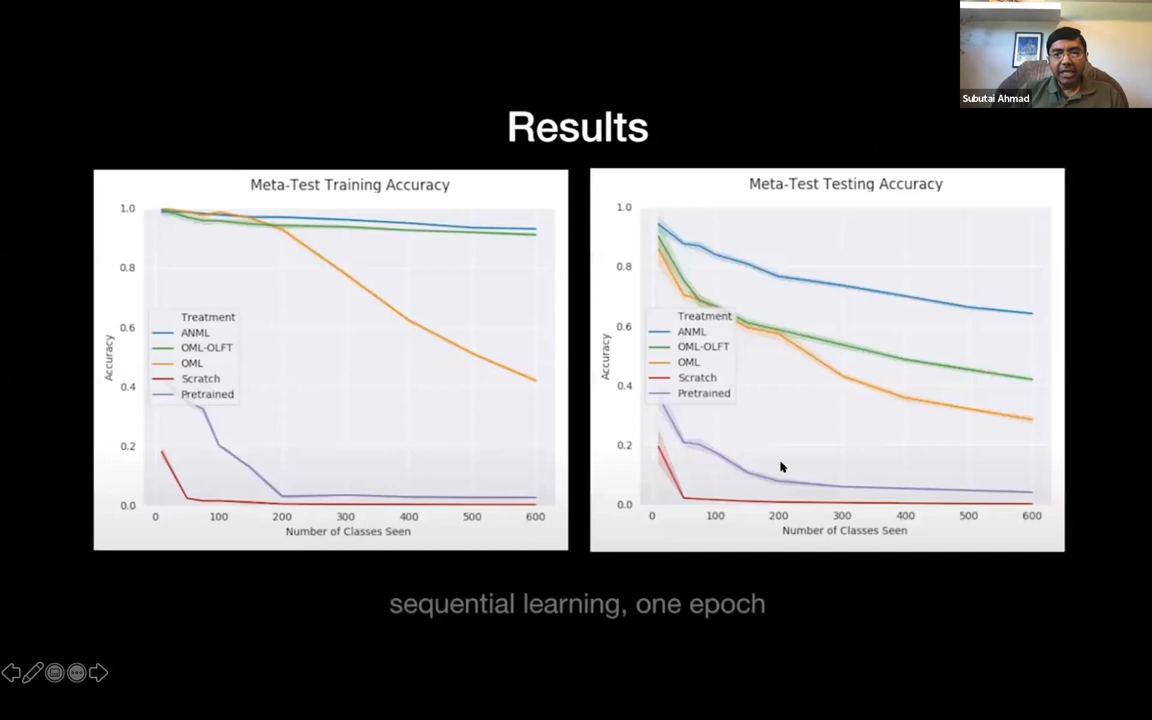 Subutai Ahmad
Results
Meta-Test Training Accuracy
1.0
0.8
0.6
0.4
0.2
0.0
Accuracy
Treatment
ANML
OML-OLFT
OML
Scratch
Pretrained
0 100 200 300 400 500 600
Number of Classes Seen
Meta-Test Testing Accuracy
1.0
0.8
0.6
0.4
0.2
0.0
Accuracy
Treatment
ANML
OML-OLFT
OML
Scratch
Pretrained
0 100 200 300 400 500 600
Number of Classes Seen
sequential learning, one epoch